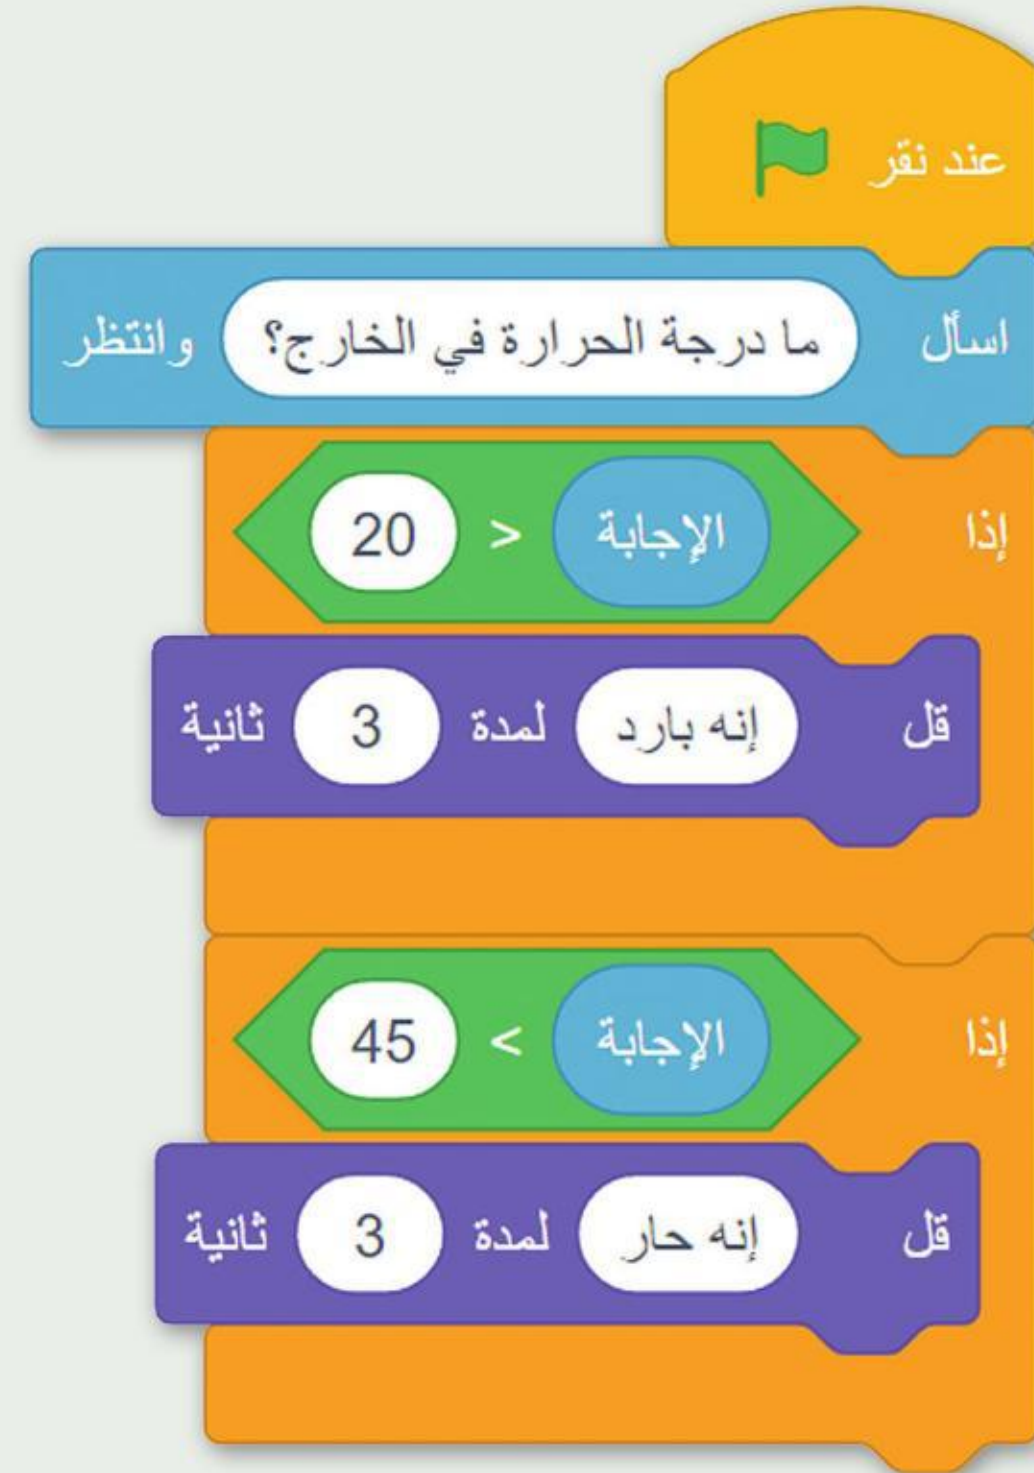 عند نقر
اسأل ما درجة الحرارة في الخارج؟ وانتظر
إذا الإجابة < 20
قل إنه بارد لمدة 3 ثانية
إذا الإجابة > 45
قل إنه حار لمدة 3 ثانية